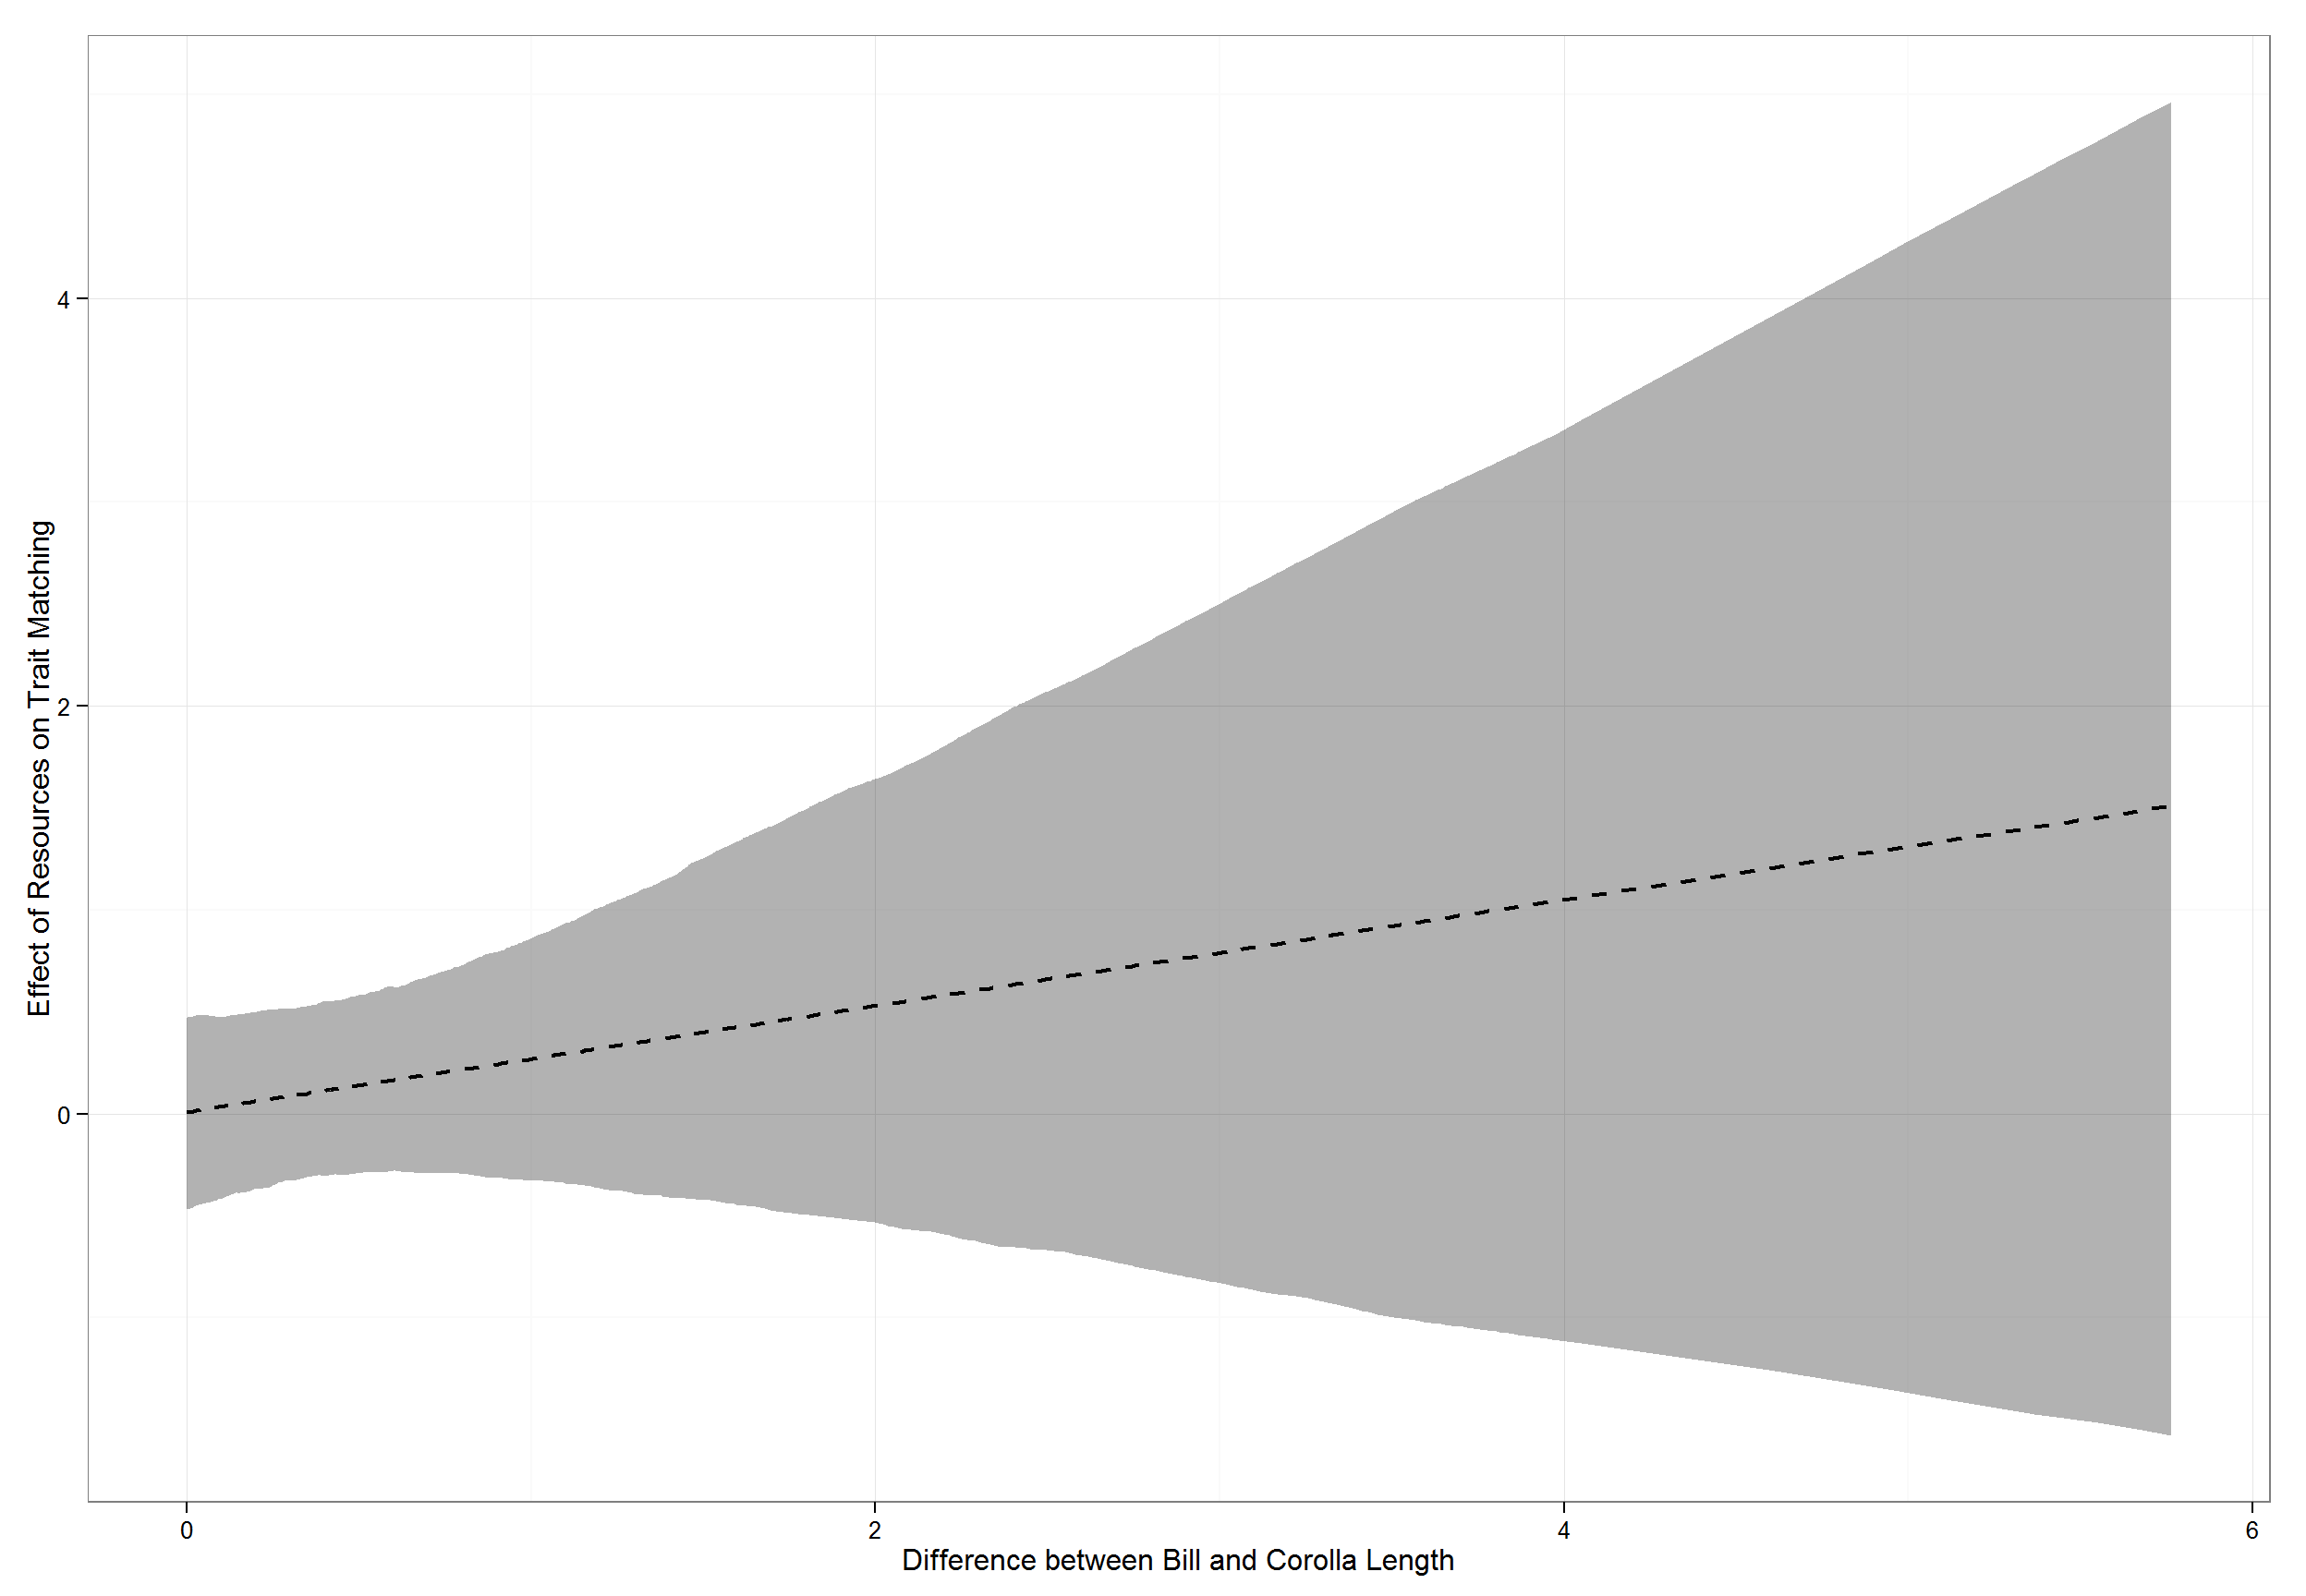 Effect of Resources on Trait Matching
4
2
0
0 2 4 6
Difference between Bill and Corolla Length